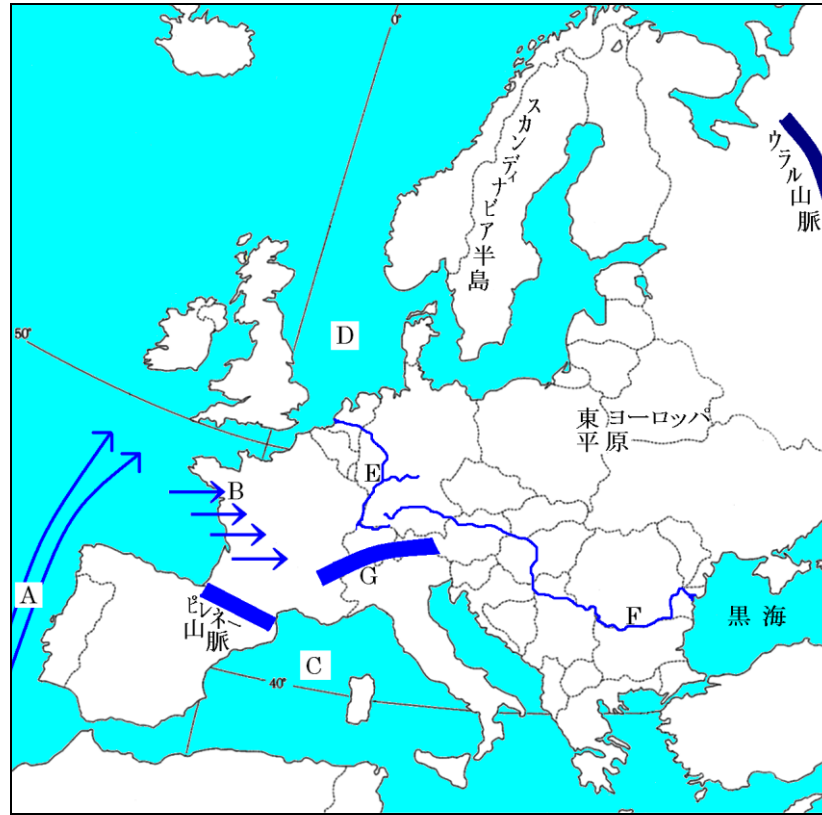 0°
スカンディナビア半島
ウラル山脈
50°
D
東ヨーロッパ
平原
E
B
A
G
F
ピレネー
山脈
黒海
C
40°